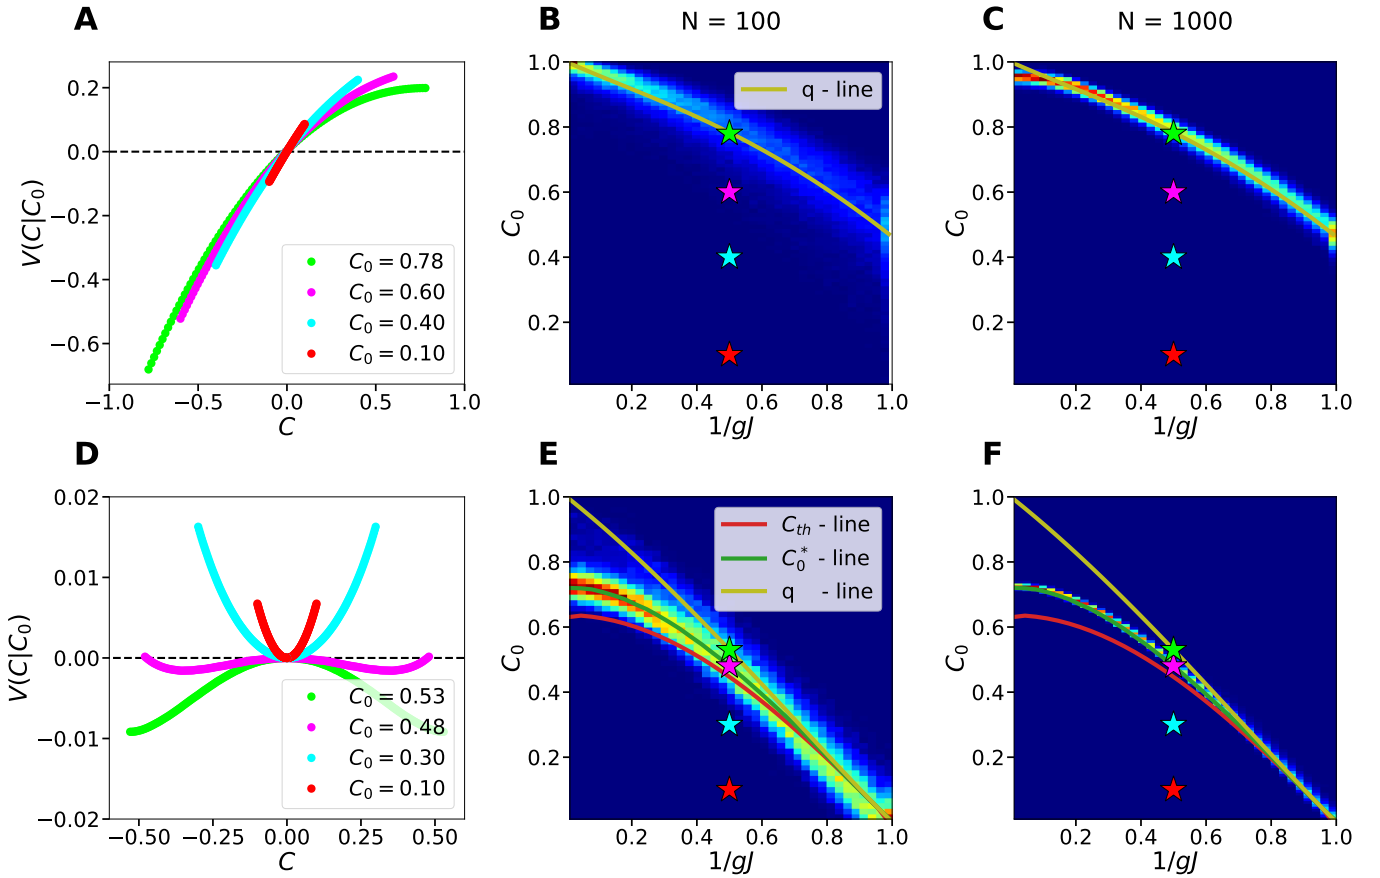 A
B
N = 100
C
N = 1000
V(C|C₀)
0.2
0.0
−0.2
−0.4
−0.6
−1.0 −0.5 0.0 0.5 1.0
C
C₀ = 0.78
C₀ = 0.60
C₀ = 0.40
C₀ = 0.10
C₀
1.0
0.8
0.6
0.4
0.2
0.2 0.4 0.6 0.8 1.0
1/gJ
q - line
C₀
1.0
0.8
0.6
0.4
0.2
0.2 0.4 0.6 0.8 1.0
1/gJ
D
E
F
V(C|C₀)
0.02
0.01
0.00
−0.01
−0.02
−0.50 −0.25 0.00 0.25 0.50
C
C₀ = 0.53
C₀ = 0.48
C₀ = 0.30
C₀ = 0.10
C₀
1.0
0.8
0.6
0.4
0.2
0.2 0.4 0.6 0.8 1.0
1/gJ
C_th - line
C₀* - line
q - line
C₀
1.0
0.8
0.6
0.4
0.2
0.2 0.4 0.6 0.8 1.0
1/gJ